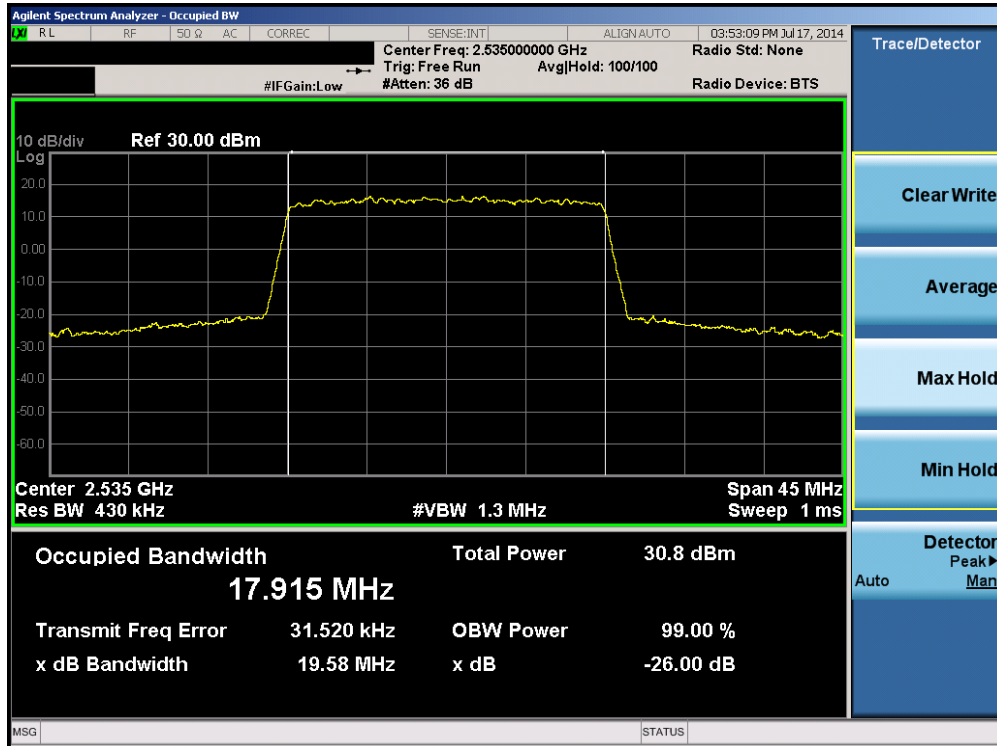 Agilent Spectrum Analyzer - Occupied BW
LXI RL RF 50 Ω AC CORREC SENSE:INT ALIGN AUTO 03:53:09 PM Jul 17, 2014
Center Freq: 2.535000000 GHz Radio Std: None
Trig: Free Run Avg|Hold: 100/100
#IFGain:Low #Atten: 36 dB Radio Device: BTS
10 dB/div Ref 30.00 dBm
Log
20.0
10.0
0.00
-10.0
-20.0
-30.0
-40.0
-50.0
-60.0
Center 2.535 GHz Span 45 MHz
Res BW 430 kHz #VBW 1.3 MHz Sweep 1 ms
Occupied Bandwidth Total Power 30.8 dBm
17.915 MHz
Transmit Freq Error 31.520 kHz OBW Power 99.00 %
x dB Bandwidth 19.58 MHz x dB -26.00 dB
MSG STATUS
Trace/Detector
Clear Write
Average
Max Hold
Min Hold
Detector
Peak▶
Auto Man